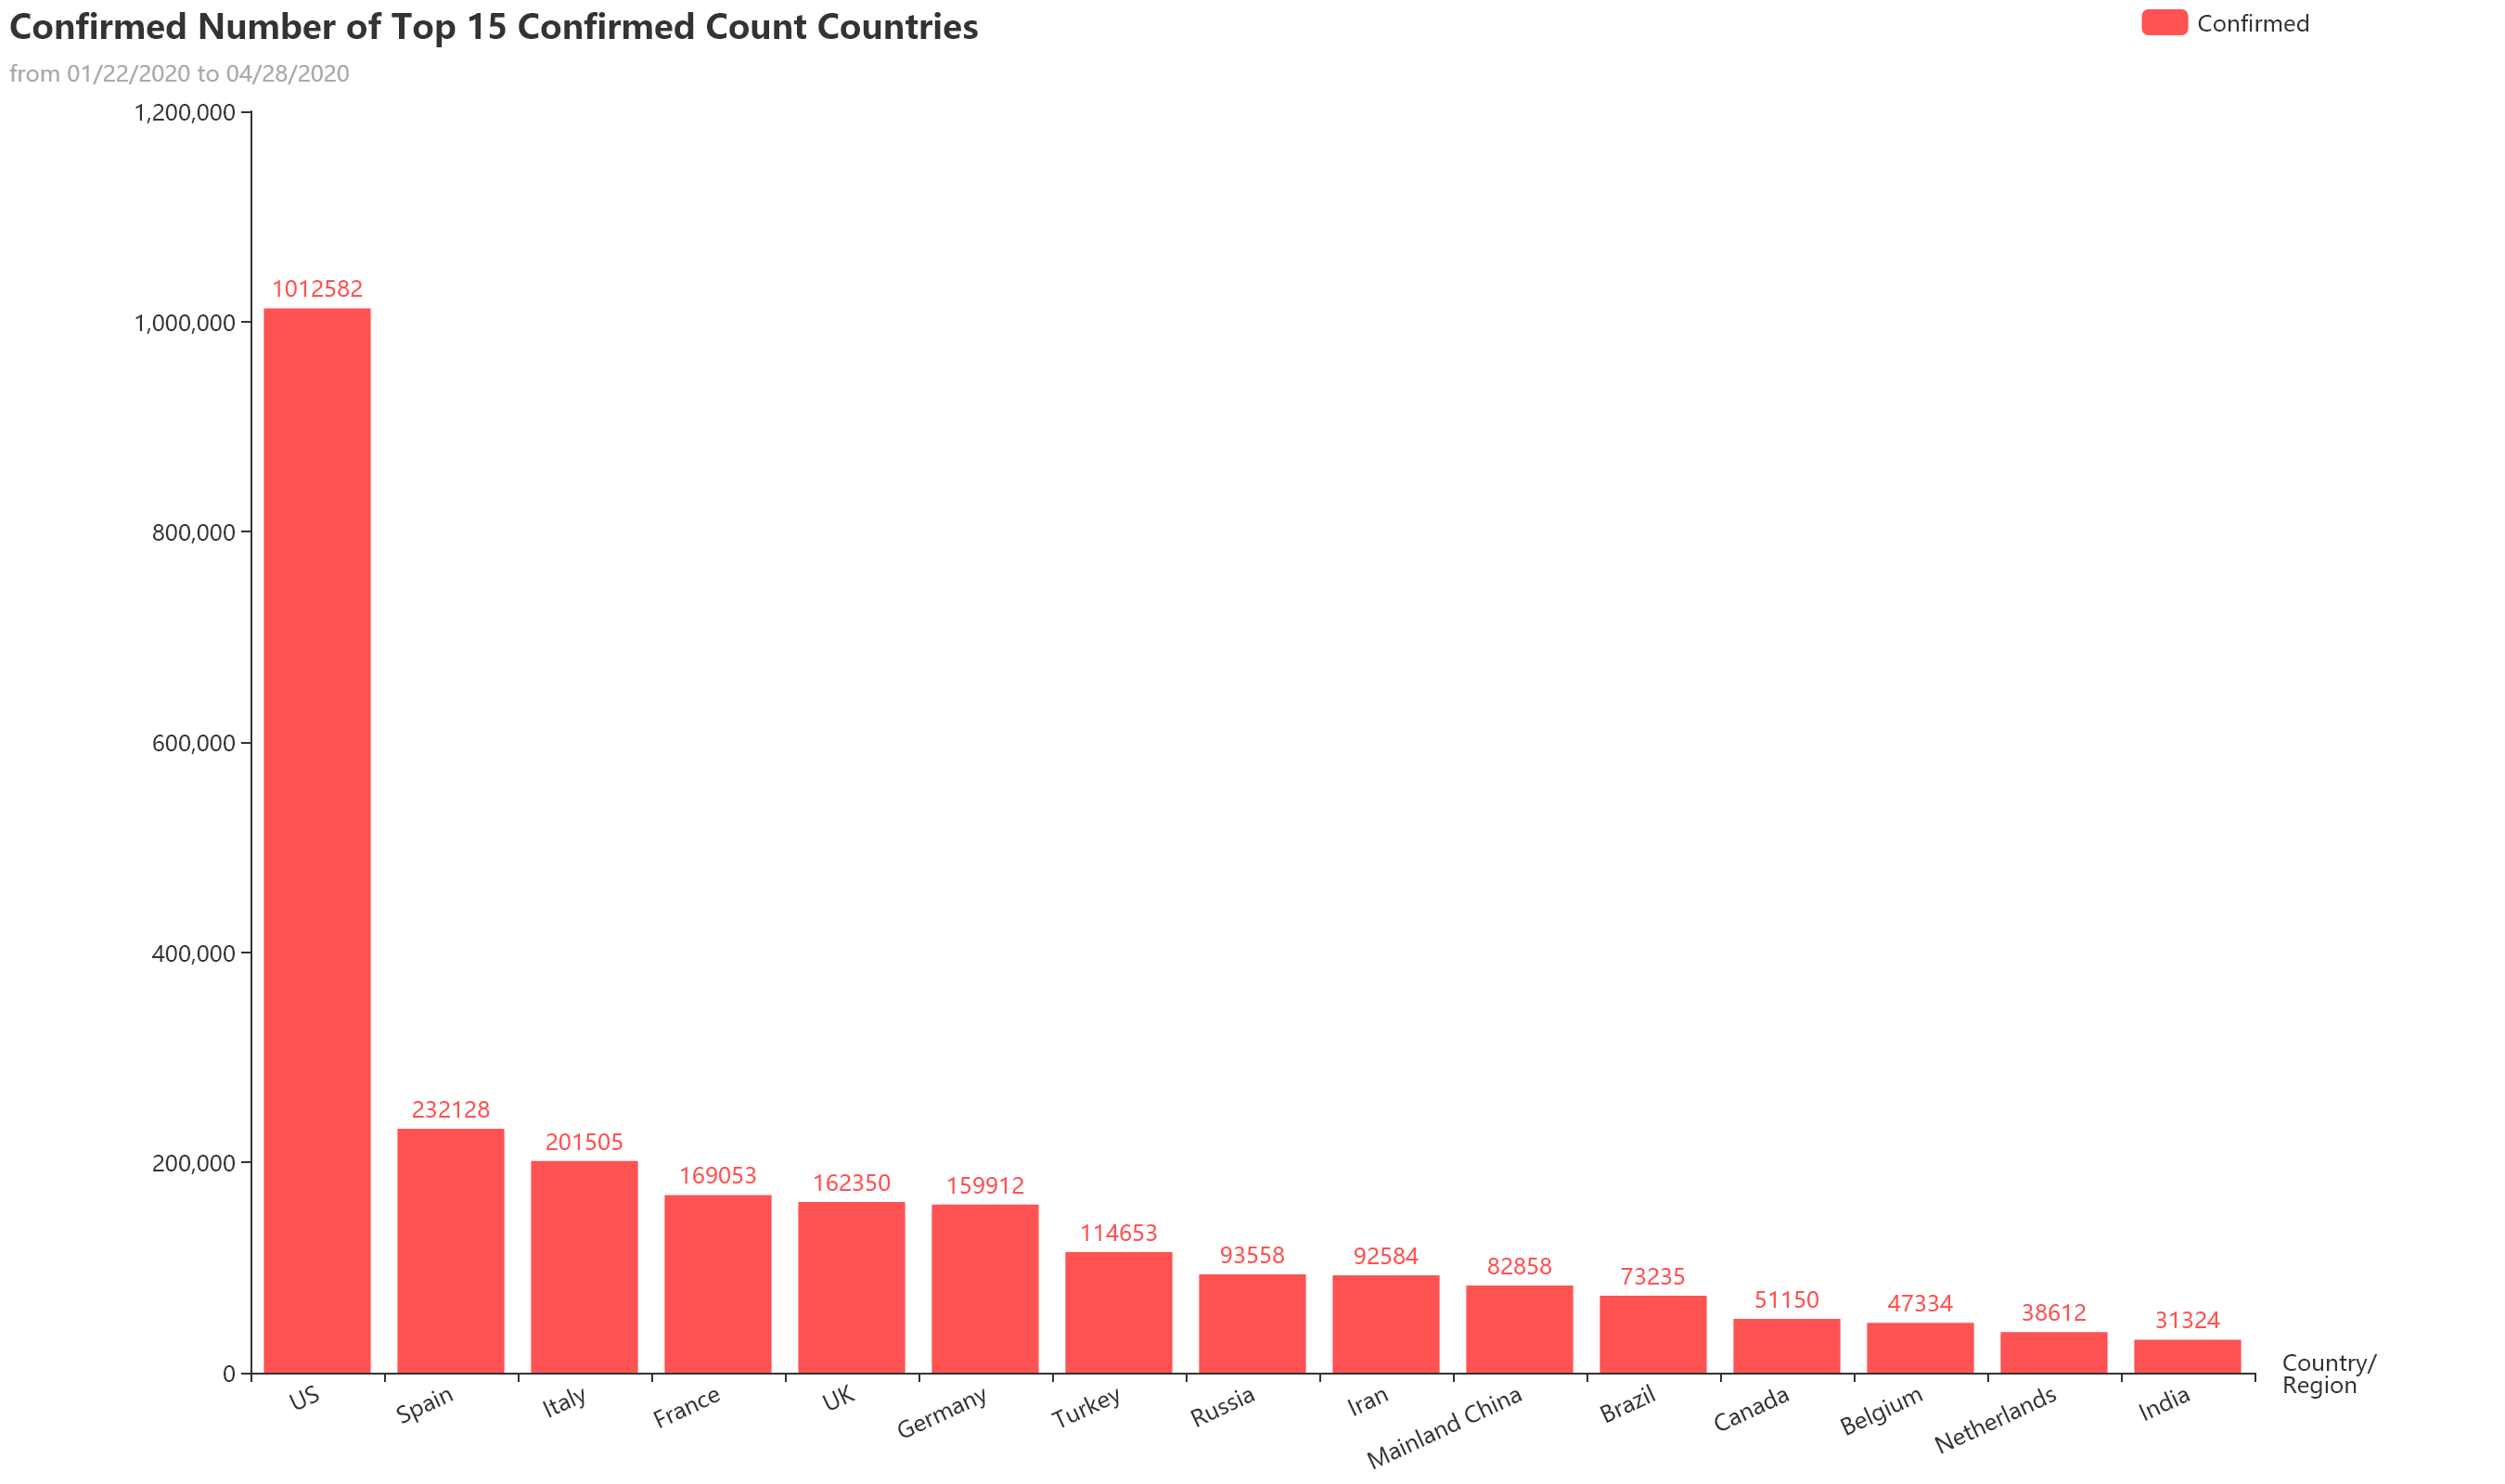 Confirmed Number of Top 15 Confirmed Count Countries
from 01/22/2020 to 04/28/2020
Confirmed
1,200,000
1,000,000
800,000
600,000
400,000
200,000
0
1012582
232128
201505
169053
162350
159912
114653
93558
92584
82858
73235
51150
47334
38612
31324
US
Spain
Italy
France
UK
Germany
Turkey
Russia
Iran
Mainland China
Brazil
Canada
Belgium
Netherlands
India
Country/
Region